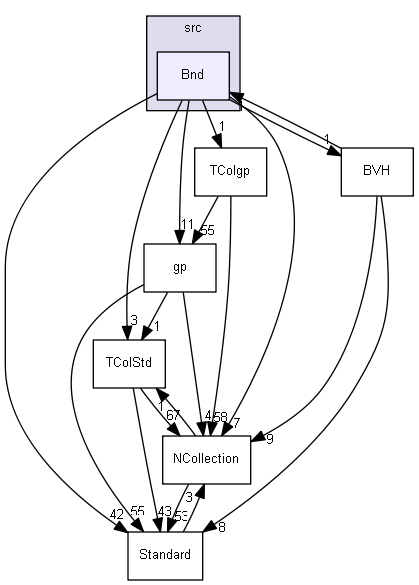 src
Bnd
1
1
TColgp
BVH
11
55
gp
3
1
TColStd
1
67
4
58
7
9
NCollection
3
42
55
43
53
8
Standard